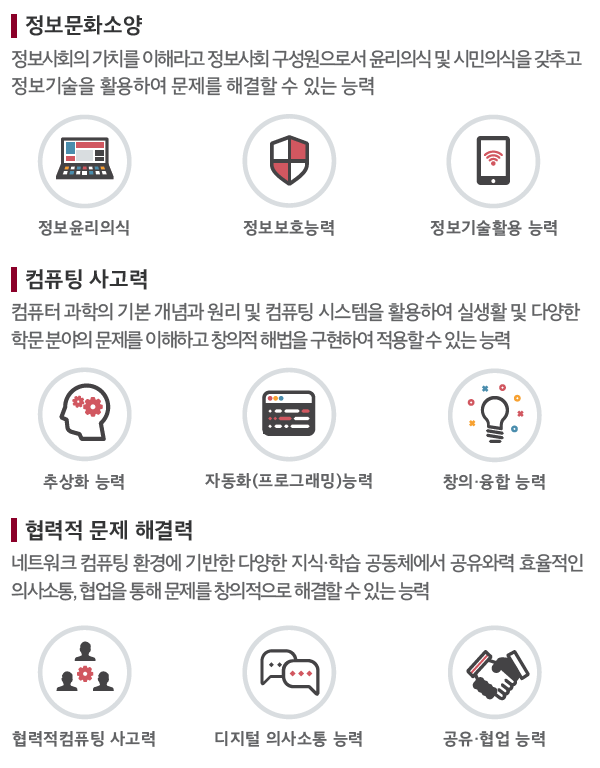 정보문화소양
정보사회의 가치를 이해라고 정보사회 구성원으로서 윤리의식 및 시민의식을 갖추고
정보기술을 활용하여 문제를 해결할 수 있는 능력
정보윤리의식
정보보호능력
정보기술활용 능력
컴퓨팅 사고력
컴퓨터 과학의 기본 개념과 원리 및 컴퓨팅 시스템을 활용하여 실생활 및 다양한
학문 분야의 문제를 이해하고 창의적 해법을 구현하여 적용할 수 있는 능력
추상화 능력
자동화(프로그래밍)능력
창의·융합 능력
협력적 문제 해결력
네트워크 컴퓨팅 환경에 기반한 다양한 지식·학습 공동체에서 공유와력 효율적인
의사소통, 협업을 통해 문제를 창의적으로 해결할 수 있는 능력
협력적컴퓨팅 사고력
디지털 의사소통 능력
공유·협업 능력